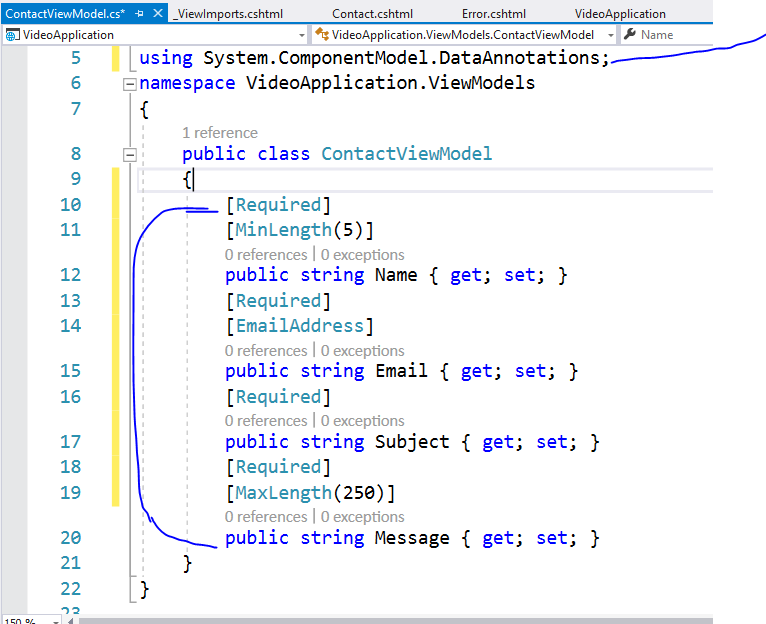 ContactViewModel.cs* _ViewImports.cshtml Contact.cshtml Error.cshtml VideoApplication
VideoApplication VideoApplication.ViewModels.ContactViewModel Name
5 using System.ComponentModel.DataAnnotations;
6 namespace VideoApplication.ViewModels
7 {
1 reference
8 public class ContactViewModel
9 {
10 [Required]
11 [MinLength(5)]
0 references | 0 exceptions
12 public string Name { get; set; }
13 [Required]
14 [EmailAddress]
0 references | 0 exceptions
15 public string Email { get; set; }
16 [Required]
0 references | 0 exceptions
17 public string Subject { get; set; }
18 [Required]
19 [MaxLength(250)]
0 references | 0 exceptions
20 public string Message { get; set; }
21 }
22 }
23
150 %